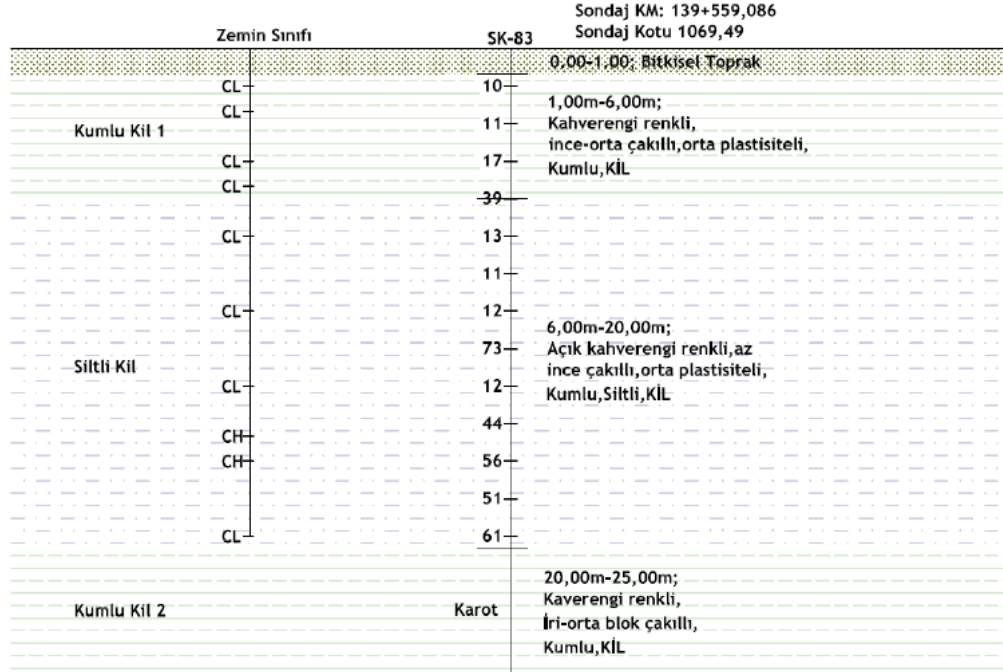 Sondaj KM: 139+559,086
Zemin Sınıfı
SK-83
Sondaj Kotu 1069,49
0.00-1.00; Bitkisel Toprak
CL
10
1,00m-6,00m;
CL
Kumlu Kil 1
11
Kahverengi renkli,
ince-orta çakıllı,orta plastisiteli,
CL
17
Kumlu,KİL
CL
39
CL
13
11
CL
12
6,00m-20,00m;
73
Açık kahverengi renkli,az
Siltli Kil
ince çakıllı,orta plastisiteli,
CL
12
Kumlu,Siltli,KİL
44
CH
CH
56
51
CL
61
20,00m-25,00m;
Kaverengi renkli,
Kumlu Kil 2
Karot
İri-orta blok çakıllı,
Kumlu,KİL